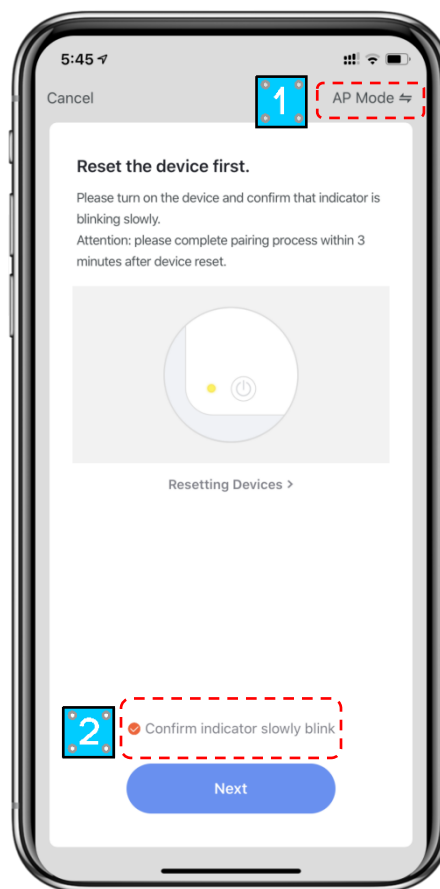 5:45
Cancel
1
AP Mode
Reset the device first.
Please turn on the device and confirm that indicator is
blinking slowly.
Attention: please complete pairing process within 3
minutes after device reset.
Resetting Devices >
2
Confirm indicator slowly blink
Next